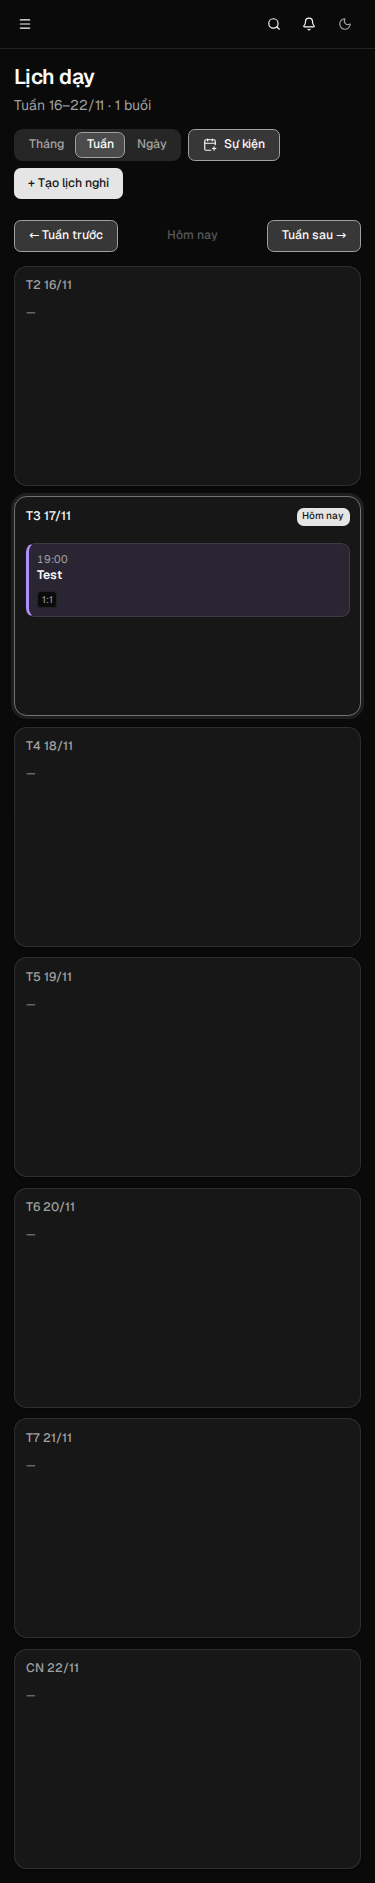 Lịch dạy
Tuần 16–22/11 · 1 buổi
Tháng Tuần Ngày Sự kiện
+ Tạo lịch nghỉ
← Tuần trước Hôm nay Tuần sau →
T2 16/11
—
T3 17/11 Hôm nay
19:00
Test
1:1
T4 18/11
—
T5 19/11
—
T6 20/11
—
T7 21/11
—
CN 22/11
—